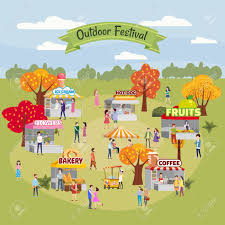 Outdoor Festival
ICE CREAM
HOT DOG
FLOWERS
FRUITS
BAKERY
COFFEE